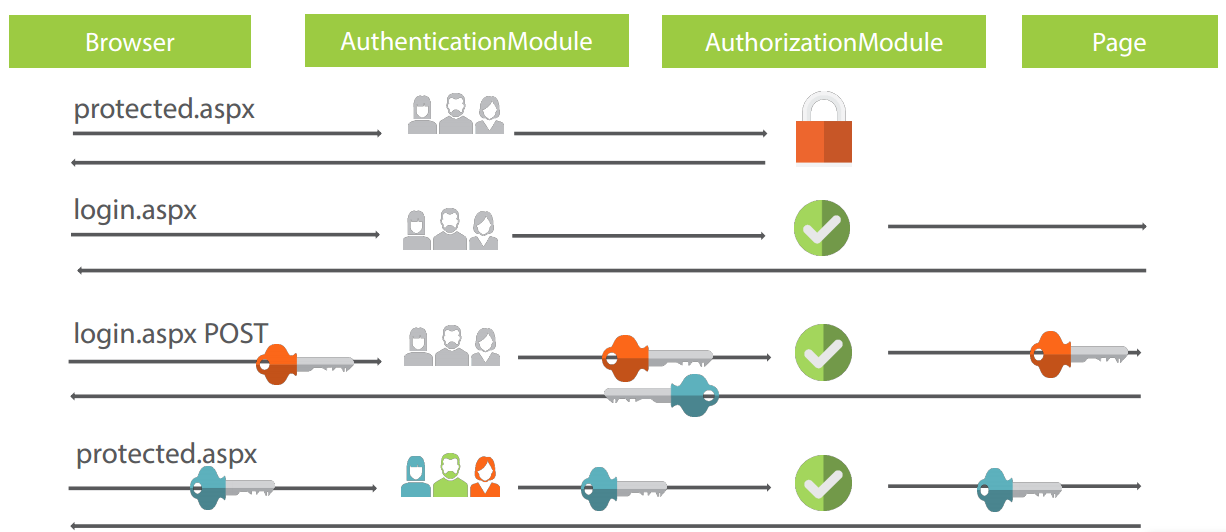 Browser
AuthenticationModule
AuthorizationModule
Page
protected.aspx
login.aspx
login.aspx POST
protected.aspx